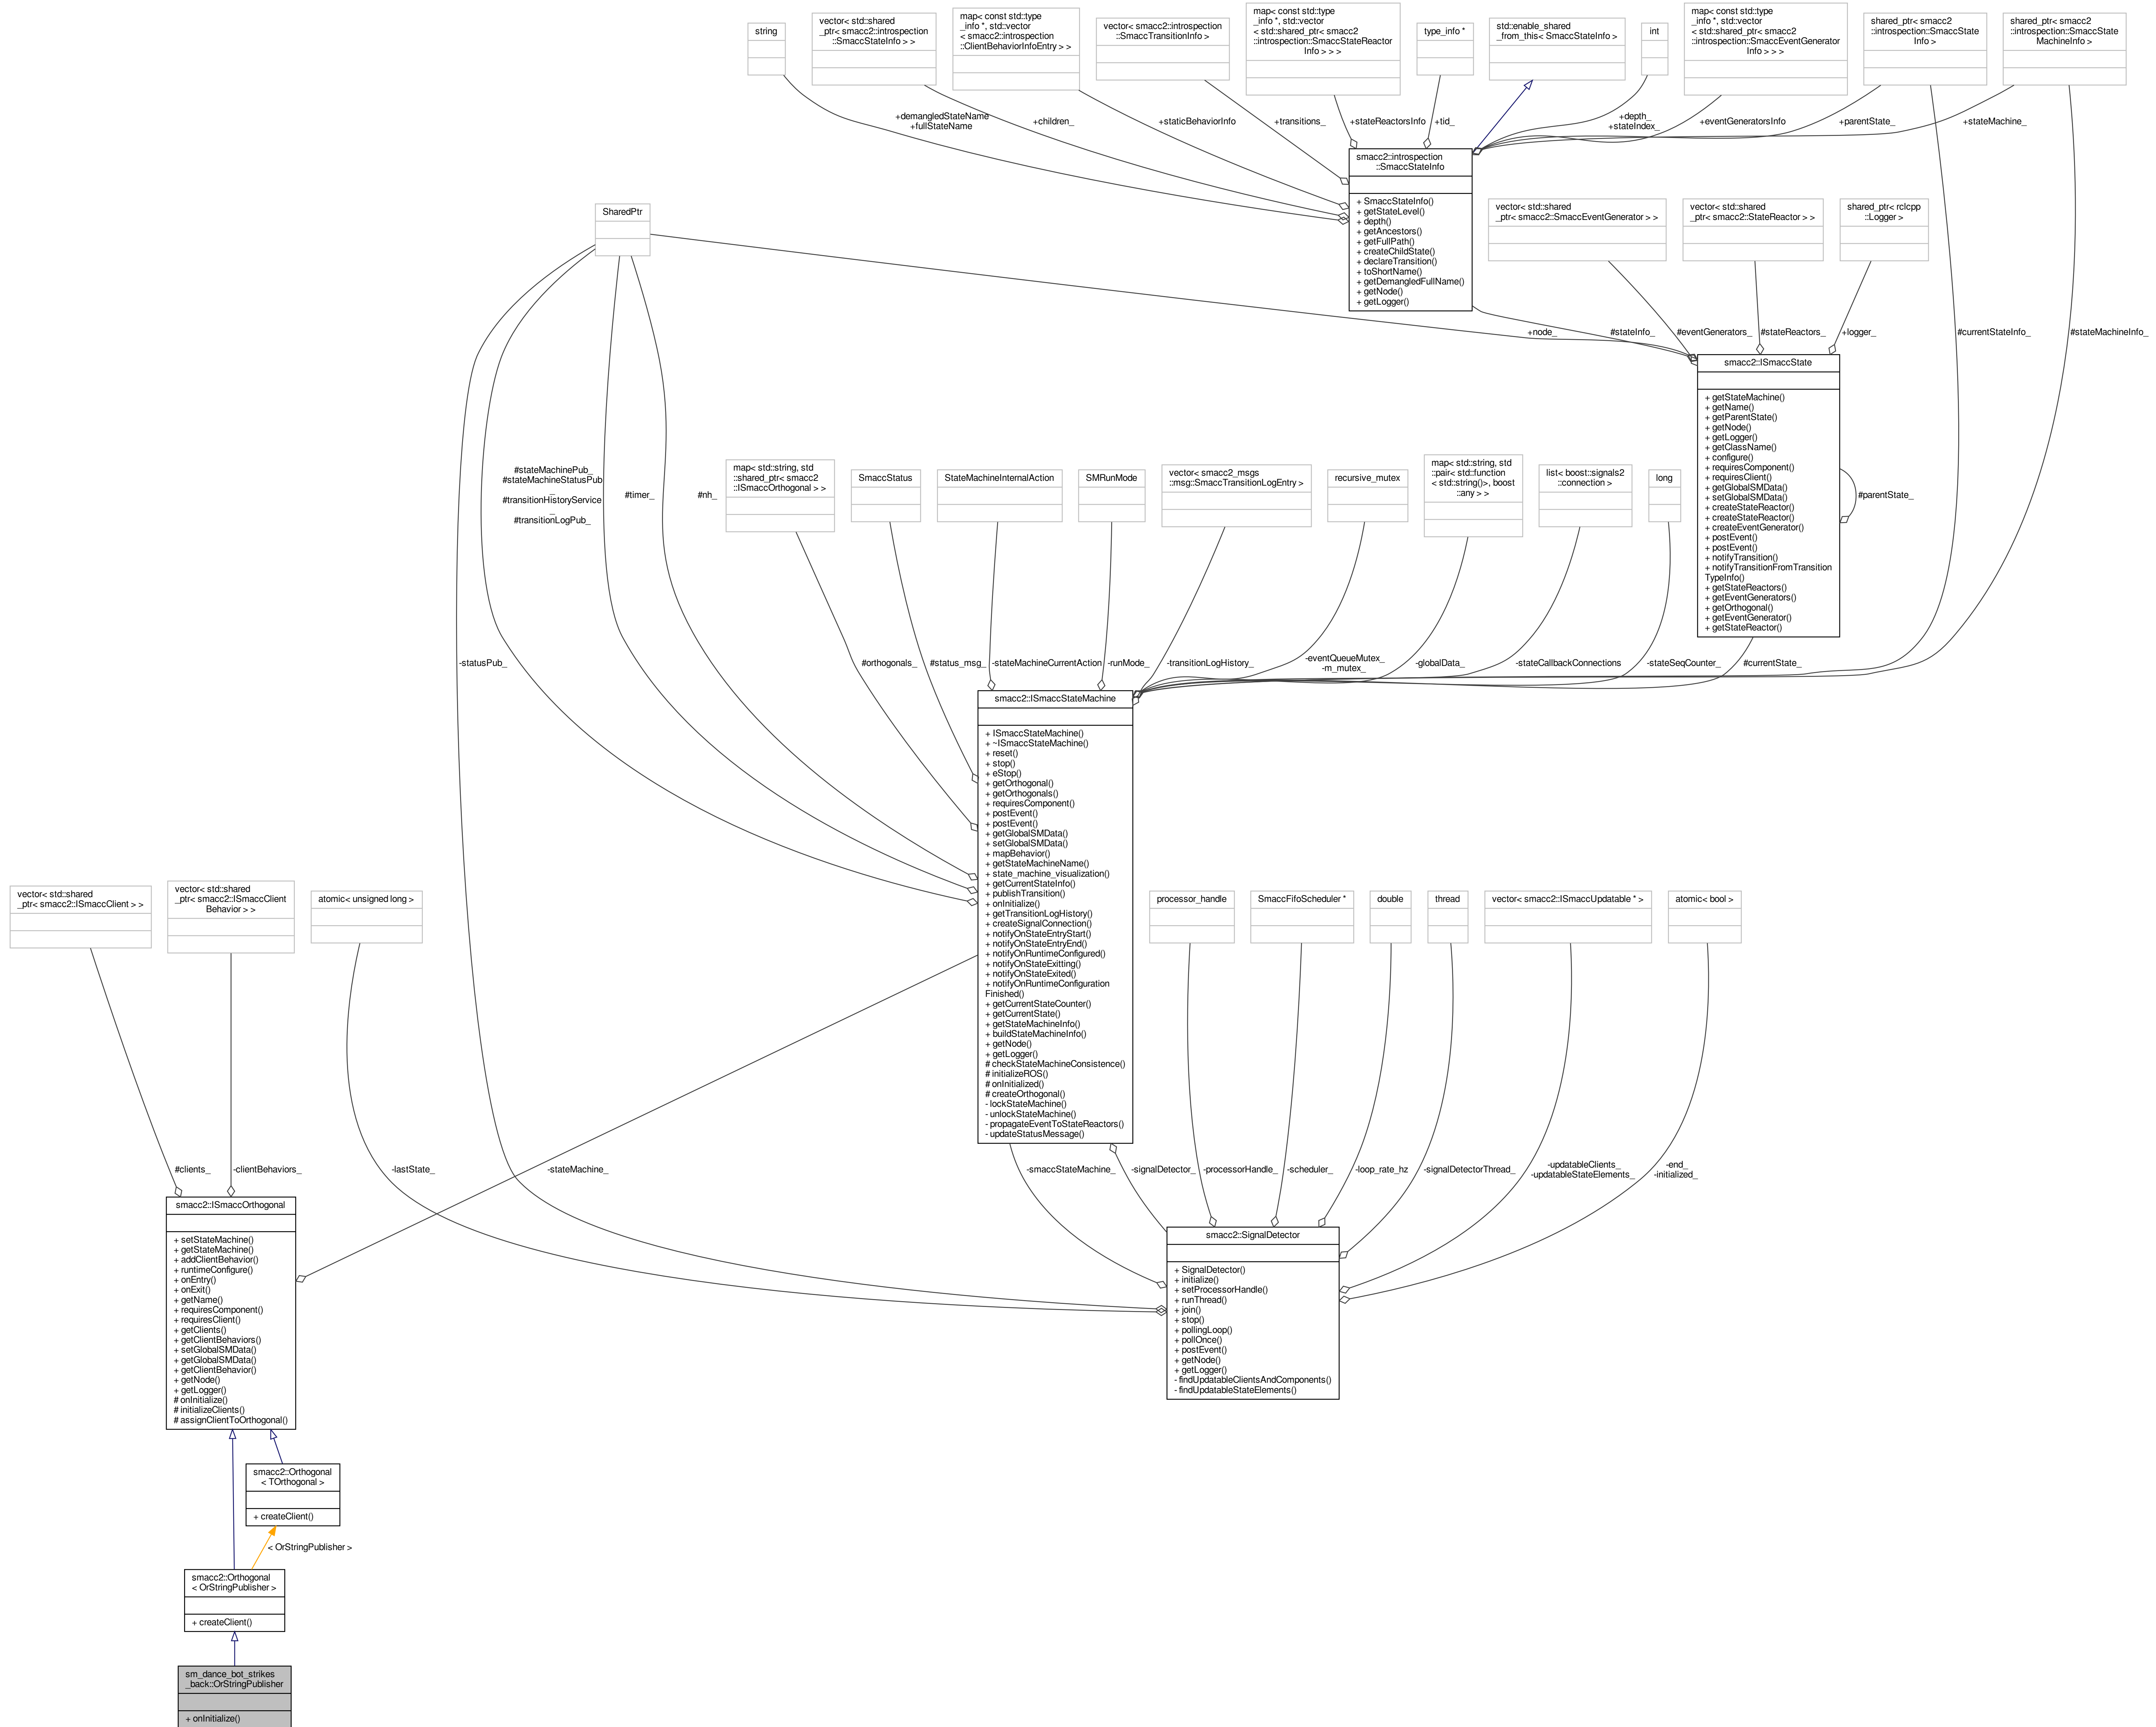 string
vector< std::shared
_ptr< smacc2::introspection
::SmaccStateInfo > >
map< const std::type
_info *, std::vector
< smacc2::introspection
::ClientBehaviorInfoEntry > >
vector< smacc2::introspection
::SmaccTransitionInfo >
map< const std::type
_info *, std::vector
< std::shared_ptr< smacc2
::introspection::SmaccStateReactor
Info > > >
type_info *
std::enable_shared
_from_this< SmaccStateInfo >
int
map< const std::type
_info *, std::vector
< std::shared_ptr< smacc2
::introspection::SmaccEventGenerator
Info > > >
shared_ptr< smacc2
::introspection::SmaccState
Info >
shared_ptr< smacc2
::introspection::SmaccState
MachineInfo >
+demangledStateName
+fullStateName
+children_
+staticBehaviorInfo
+transitions_
+stateReactorsInfo
+tid_
+depth_
+stateIndex_
+eventGeneratorsInfo
+parentState_
+stateMachine_
smacc2::introspection
::SmaccStateInfo
+ SmaccStateInfo()
+ getStateLevel()
+ depth()
+ getAncestors()
+ getFullPath()
+ createChildState()
+ declareTransition()
+ toShortName()
+ getDemangledFullName()
+ getNode()
+ getLogger()
SharedPtr
vector< std::shared
_ptr< smacc2::SmaccEventGenerator > >
vector< std::shared
_ptr< smacc2::StateReactor > >
shared_ptr< rclcpp
::Logger >
+node_
#stateInfo_
#eventGenerators_
#stateReactors_
+logger_
#currentStateInfo_
#stateMachineInfo_
smacc2::ISmaccState
+ getStateMachine()
+ getName()
+ getParentState()
+ getNode()
+ getLogger()
+ getClassName()
+ configure()
+ requiresComponent()
+ requiresClient()
+ getGlobalSMData()
+ setGlobalSMData()
+ createStateReactor()
+ createStateReactor()
+ createEventGenerator()
+ postEvent()
+ postEvent()
+ notifyTransition()
+ notifyTransitionFromTransition
TypeInfo()
+ getStateReactors()
+ getEventGenerators()
+ getOrthogonal()
+ getEventGenerator()
+ getStateReactor()
#parentState_
#stateMachinePub_
#stateMachineStatusPub
_
#transitionHistoryService
_
#transitionLogPub_
#timer_
#nh_
map< std::string, std
::shared_ptr< smacc2
::ISmaccOrthogonal > >
SmaccStatus
StateMachineInternalAction
SMRunMode
vector< smacc2_msgs
::msg::SmaccTransitionLogEntry >
recursive_mutex
map< std::string, std
::pair< std::function
< std::string()>, boost
::any > >
list< boost::signals2
::connection >
long
-statusPub_
#orthogonals_
#status_msg_
-stateMachineCurrentAction
-runMode_
-transitionLogHistory_
-eventQueueMutex_
-m_mutex_
-globalData_
-stateCallbackConnections
-stateSeqCounter_
#currentState_
smacc2::ISmaccStateMachine
+ ISmaccStateMachine()
+ ~ISmaccStateMachine()
+ reset()
+ stop()
+ eStop()
+ getOrthogonal()
+ getOrthogonals()
+ requiresComponent()
+ postEvent()
+ postEvent()
+ getGlobalSMData()
+ setGlobalSMData()
+ mapBehavior()
+ getStateMachineName()
+ state_machine_visualization()
+ getCurrentStateInfo()
+ publishTransition()
+ onInitialize()
+ getTransitionLogHistory()
+ createSignalConnection()
+ notifyOnStateEntryStart()
+ notifyOnStateEntryEnd()
+ notifyOnRuntimeConfigured()
+ notifyOnStateExitting()
+ notifyOnStateExited()
+ notifyOnRuntimeConfiguration
Finished()
+ getCurrentStateCounter()
+ getCurrentState()
+ getStateMachineInfo()
+ buildStateMachineInfo()
+ getNode()
+ getLogger()
# checkStateMachineConsistence()
# initializeROS()
# onInitialized()
# createOrthogonal()
- lockStateMachine()
- unlockStateMachine()
- propagateEventToStateReactors()
- updateStatusMessage()
vector< std::shared
_ptr< smacc2::ISmaccClient > >
vector< std::shared
_ptr< smacc2::ISmaccClient
Behavior > >
atomic< unsigned long >
processor_handle
SmaccFifoScheduler *
double
thread
vector< smacc2::ISmaccUpdatable * >
atomic< bool >
#clients_
-clientBehaviors_
-lastState_
-stateMachine_
-smaccStateMachine_
-signalDetector_
-processorHandle_
-scheduler_
-loop_rate_hz
-signalDetectorThread_
-updatableClients_
-updatableStateElements_
-end_
-initialized_
smacc2::ISmaccOrthogonal
+ setStateMachine()
+ getStateMachine()
+ addClientBehavior()
+ runtimeConfigure()
+ onEntry()
+ onExit()
+ getName()
+ requiresComponent()
+ requiresClient()
+ getClients()
+ getClientBehaviors()
+ setGlobalSMData()
+ getGlobalSMData()
+ getClientBehavior()
+ getNode()
+ getLogger()
# onInitialize()
# initializeClients()
# assignClientToOrthogonal()
smacc2::SignalDetector
+ SignalDetector()
+ initialize()
+ setProcessorHandle()
+ runThread()
+ join()
+ stop()
+ pollingLoop()
+ pollOnce()
+ postEvent()
+ getNode()
+ getLogger()
- findUpdatableClientsAndComponents()
- findUpdatableStateElements()
smacc2::Orthogonal
< TOrthogonal >
+ createClient()
< OrStringPublisher >
smacc2::Orthogonal
< OrStringPublisher >
+ createClient()
sm_dance_bot_strikes
_back::OrStringPublisher
+ onInitialize()